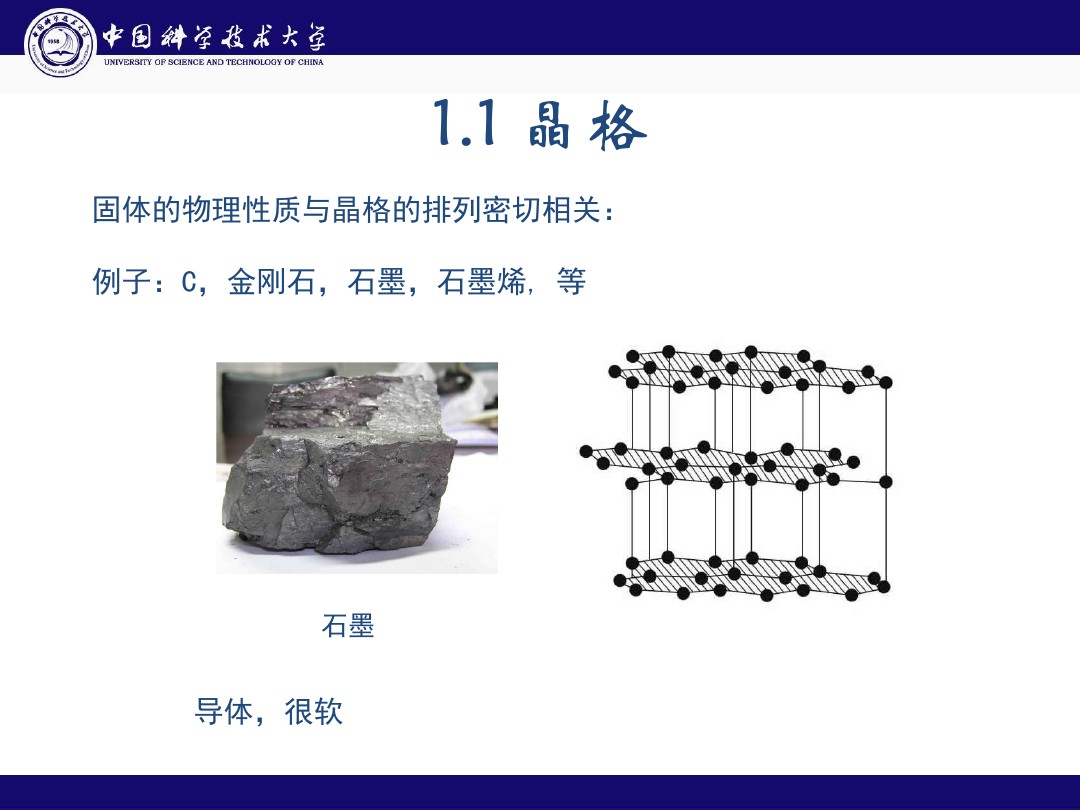 中国科学技术大学
UNIVERSITY OF SCIENCE AND TECHNOLOGY OF CHINA
1958
1.1 晶格
固体的物理性质与晶格的排列密切相关：
例子：C，金刚石，石墨，石墨烯, 等
石墨
导体，很软